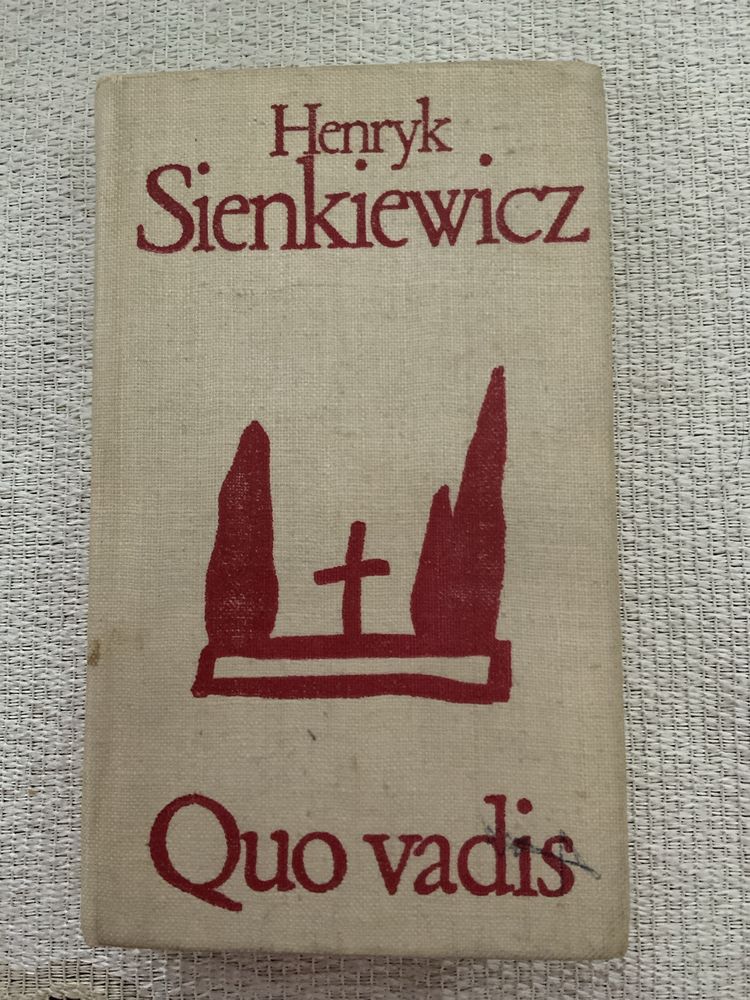 Henryk
Sienkiewicz
Quo vadis